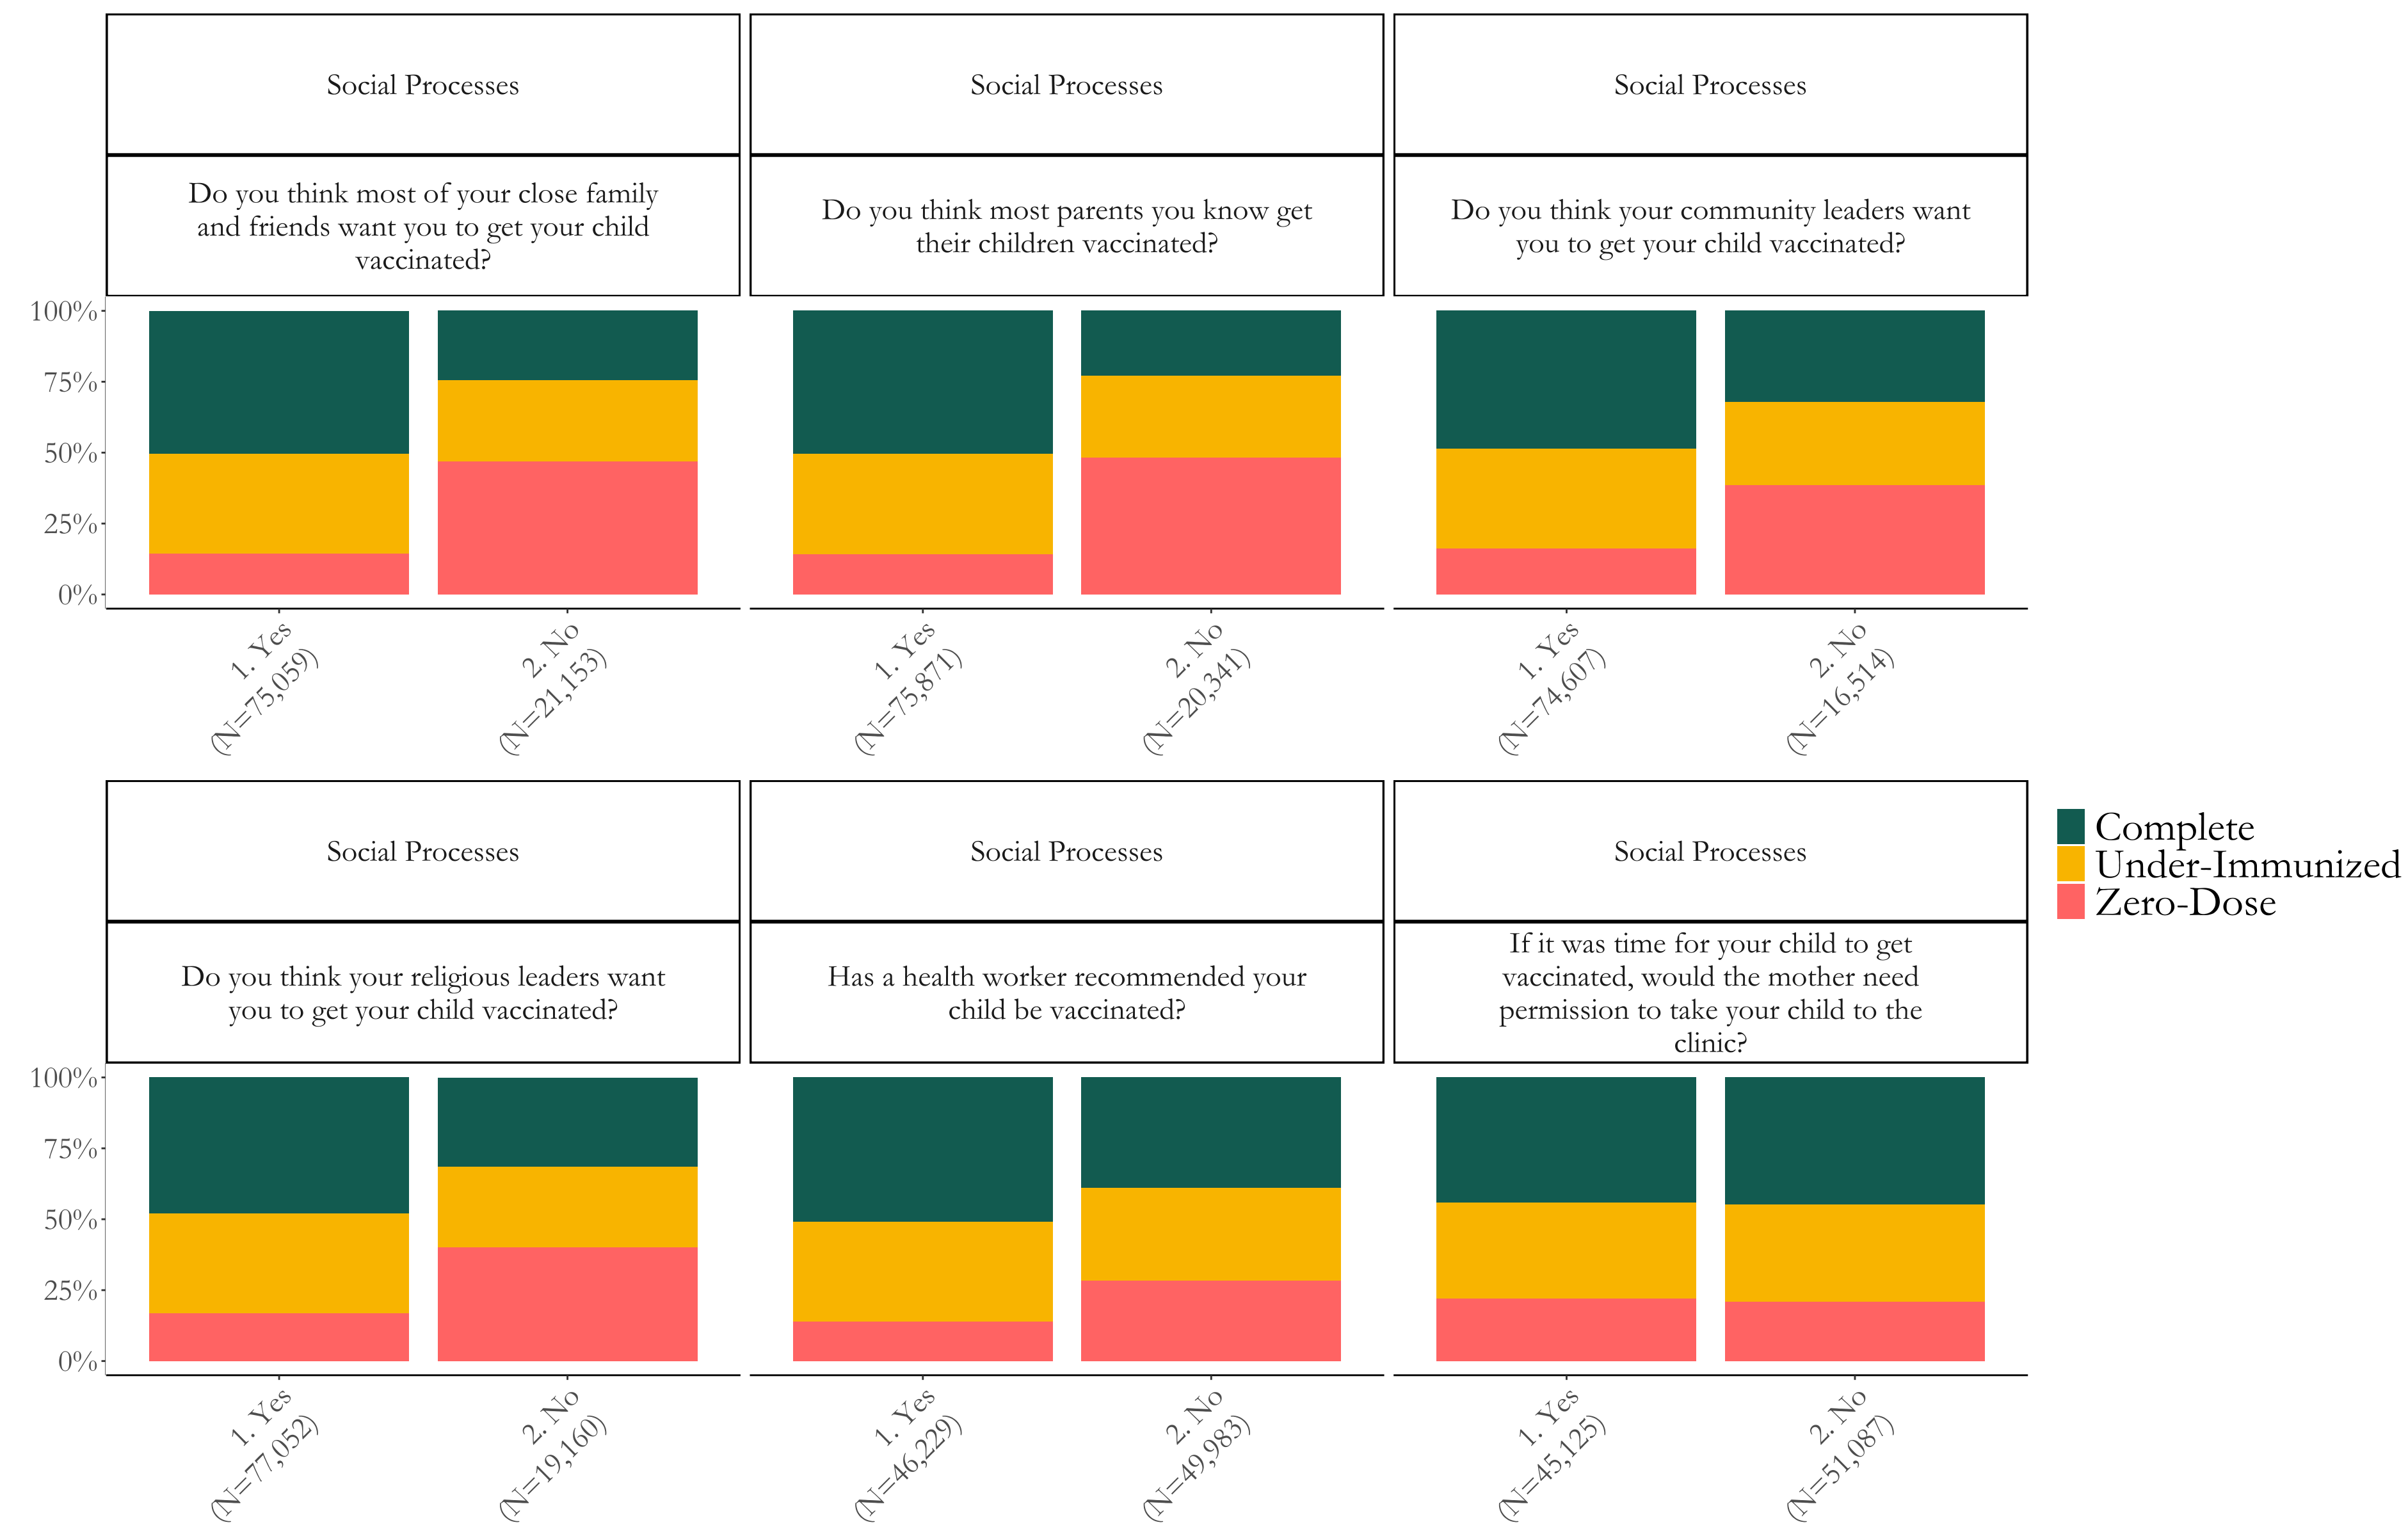 Social Processes
Social Processes
Social Processes
Do you think most of your close family
and friends want you to get your child
vaccinated?
Do you think most parents you know get
their children vaccinated?
Do you think your community leaders want
you to get your child vaccinated?
100%
75%
50%
25%
0%
1. Yes
(N=75,059)
2. No
(N=21,153)
1. Yes
(N=75,871)
2. No
(N=20,341)
1. Yes
(N=74,607)
2. No
(N=16,514)
Social Processes
Social Processes
Social Processes
Do you think your religious leaders want
you to get your child vaccinated?
Has a health worker recommended your
child be vaccinated?
If it was time for your child to get
vaccinated, would the mother need
permission to take your child to the
clinic?
100%
75%
50%
25%
0%
1. Yes
(N=77,052)
2. No
(N=19,160)
1. Yes
(N=46,229)
2. No
(N=49,983)
1. Yes
(N=45,125)
2. No
(N=51,087)
Complete
Under-Immunized
Zero-Dose